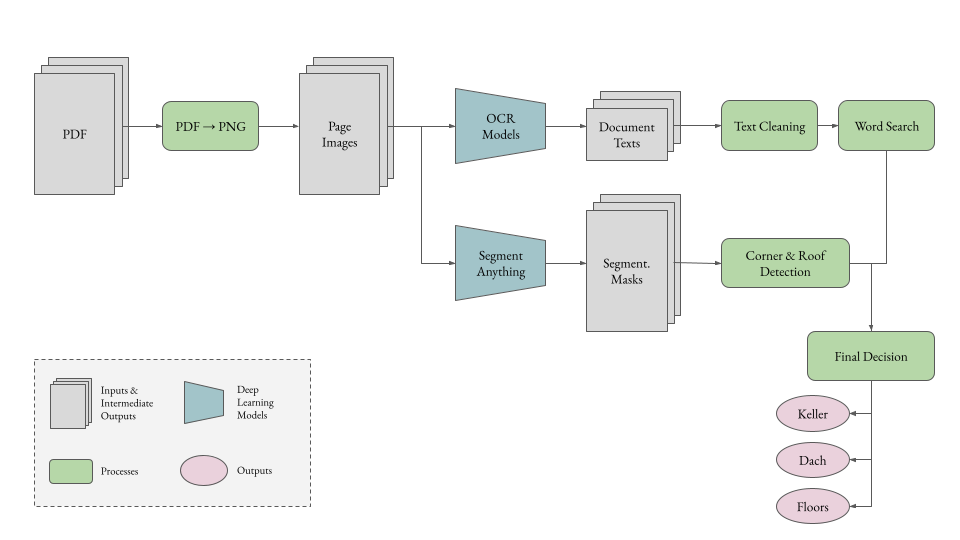 PDF
PDF → PNG
Page
Images
OCR
Models
Document
Texts
Text Cleaning
Word Search
Segment
Anything
Segment.
Masks
Corner & Roof
Detection
Final Decision
Keller
Dach
Floors
Inputs &
Intermediate
Outputs
Deep
Learning
Models
Processes
Outputs